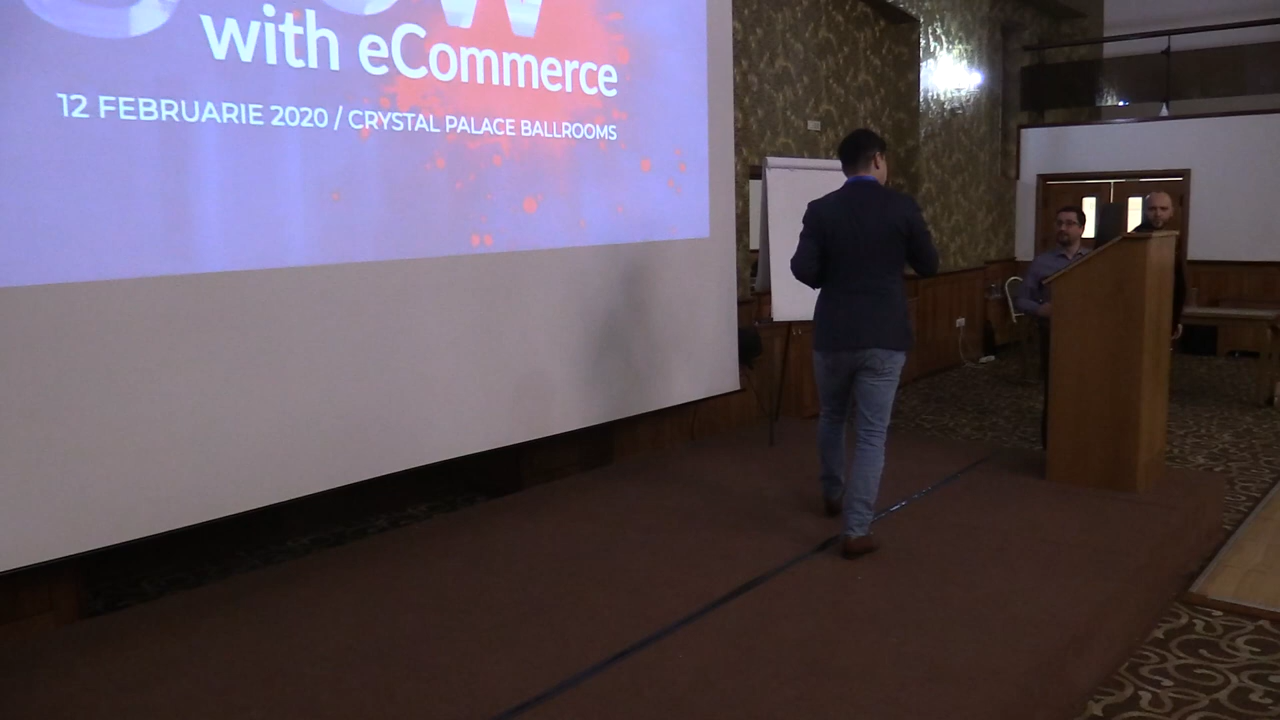 with eCommerce
12 FEBRUARIE 2020 / CRYSTAL PALACE BALLROOMS